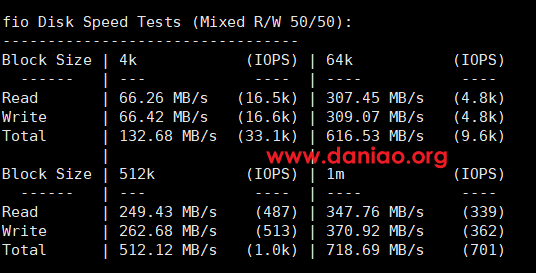 fio Disk Speed Tests (Mixed R/W 50/50):
---------------------------------
Block Size | 4k            (IOPS) | 64k           (IOPS)
  ------   | ---            ----  | ----           ----
Read       | 66.26 MB/s   (16.5k) | 307.45 MB/s   (4.8k)
Write      | 66.42 MB/s   (16.6k) | 309.07 MB/s   (4.8k)
Total      | 132.68 MB/s  (33.1k) | 616.53 MB/s   (9.6k)
           |                      |
www.daniao.org
Block Size | 512k          (IOPS) | 1m            (IOPS)
  ------   | ---            ----  | ----           ----
Read       | 249.43 MB/s    (487) | 347.76 MB/s    (339)
Write      | 262.68 MB/s    (513) | 370.92 MB/s    (362)
Total      | 512.12 MB/s   (1.0k) | 718.69 MB/s    (701)